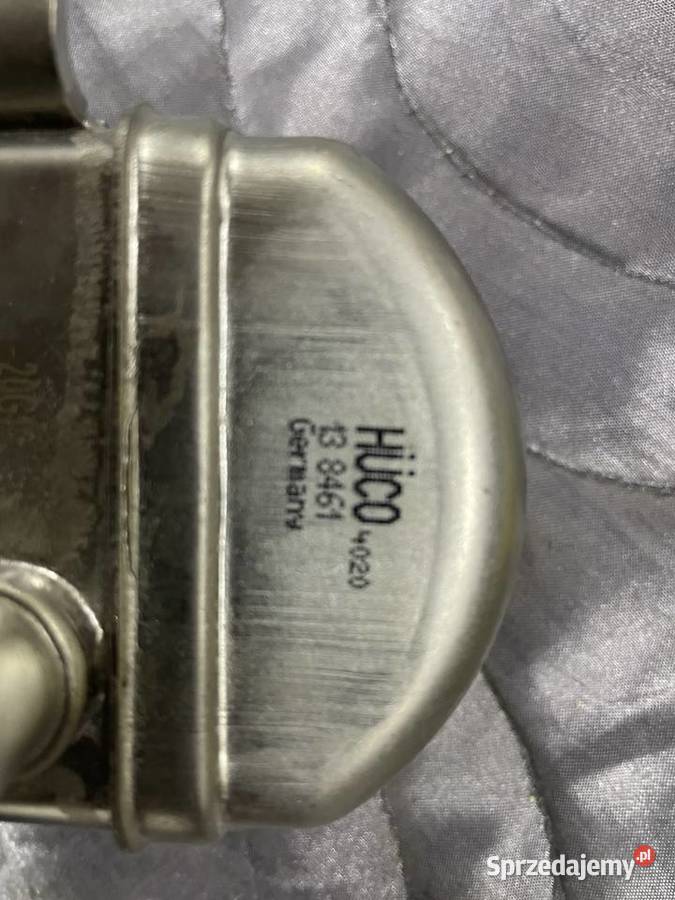 HÜCO 4020
13 8461
Germany
Sprzedajemy.pl